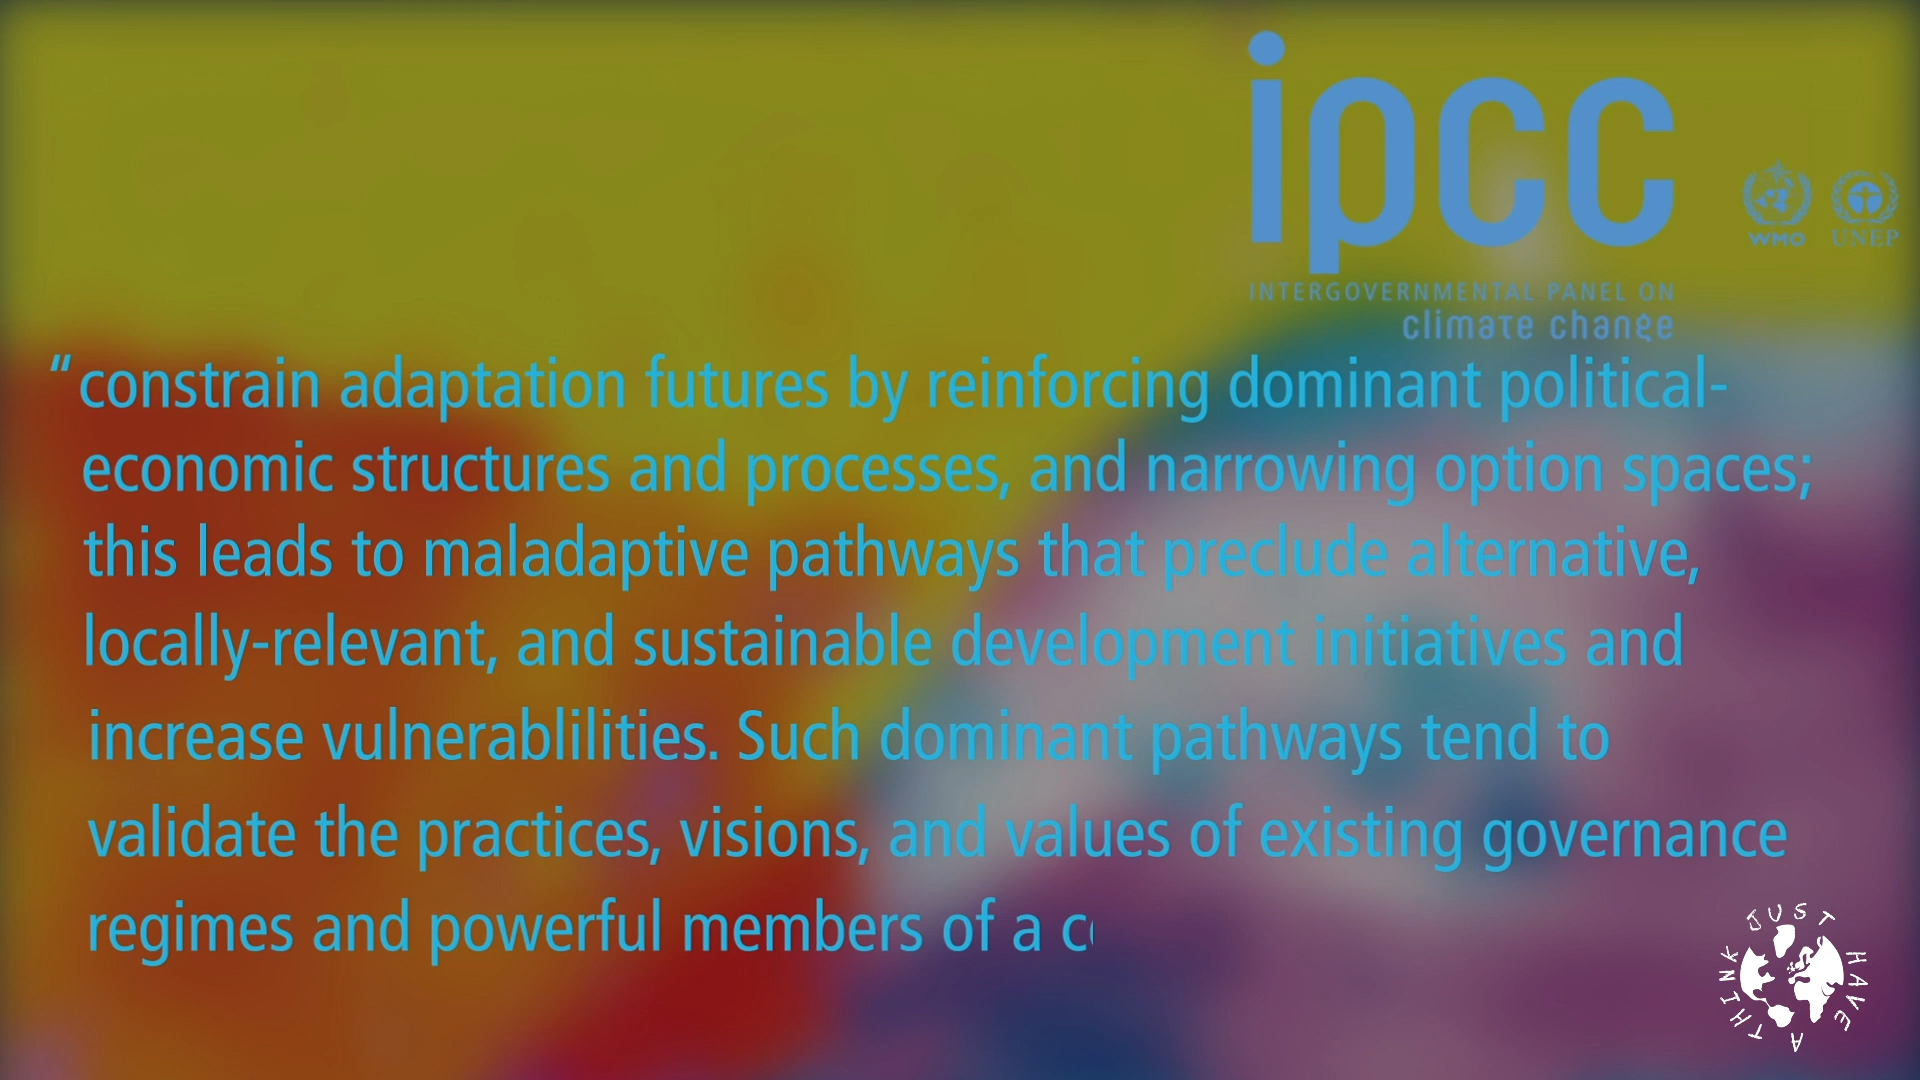 ipcc
INTERGOVERNMENTAL PANEL ON
climate change
WMO UNEP
“constrain adaptation futures by reinforcing dominant political-
economic structures and processes, and narrowing option spaces;
this leads to maladaptive pathways that preclude alternative,
locally-relevant, and sustainable development initiatives and
increase vulnerablilities. Such dominant pathways tend to
validate the practices, visions, and values of existing governance
regimes and powerful members of a
JUST HAVE A THINK